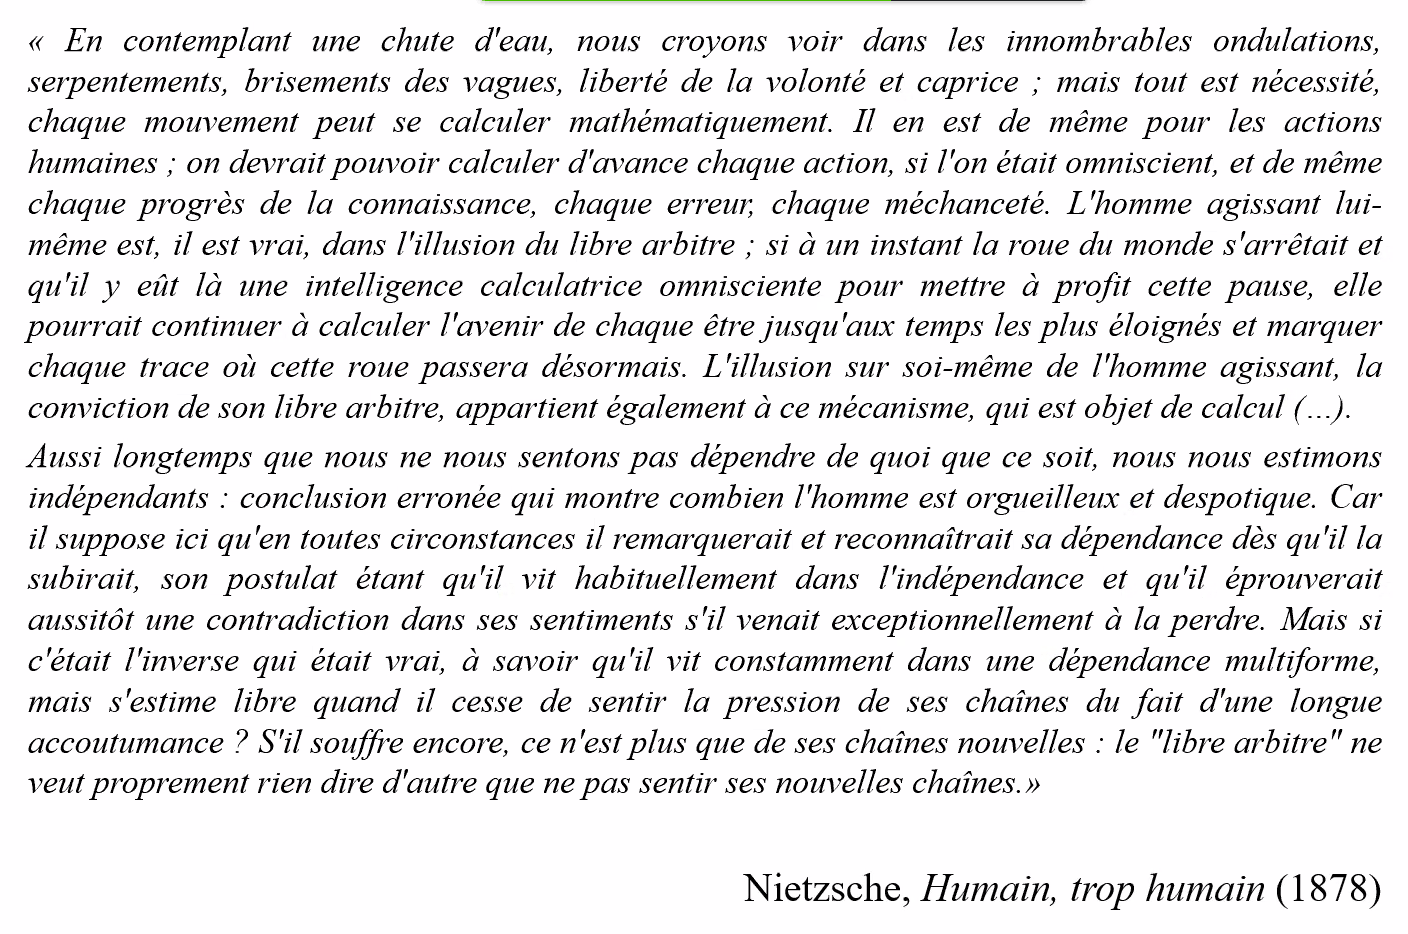 « En contemplant une chute d'eau, nous croyons voir dans les innombrables ondulations,
serpentements, brisements des vagues, liberté de la volonté et caprice ; mais tout est nécessité,
chaque mouvement peut se calculer mathématiquement. Il en est de même pour les actions
humaines ; on devrait pouvoir calculer d'avance chaque action, si l'on était omniscient, et de même
chaque progrès de la connaissance, chaque erreur, chaque méchanceté. L'homme agissant lui-
même est, il est vrai, dans l'illusion du libre arbitre ; si à un instant la roue du monde s'arrêtait et
qu'il y eût là une intelligence calculatrice omnisciente pour mettre à profit cette pause, elle
pourrait continuer à calculer l'avenir de chaque être jusqu'aux temps les plus éloignés et marquer
chaque trace où cette roue passera désormais. L'illusion sur soi-même de l'homme agissant, la
conviction de son libre arbitre, appartient également à ce mécanisme, qui est objet de calcul (...).
Aussi longtemps que nous ne nous sentons pas dépendre de quoi que ce soit, nous nous estimons
indépendants : conclusion erronée qui montre combien l'homme est orgueilleux et despotique. Car
il suppose ici qu'en toutes circonstances il remarquerait et reconnaîtrait sa dépendance dès qu'il la
subirait, son postulat étant qu'il vit habituellement dans l'indépendance et qu'il éprouverait
aussitôt une contradiction dans ses sentiments s'il venait exceptionnellement à la perdre. Mais si
c'était l'inverse qui était vrai, à savoir qu'il vit constamment dans une dépendance multiforme,
mais s'estime libre quand il cesse de sentir la pression de ses chaînes du fait d'une longue
accoutumance ? S'il souffre encore, ce n'est plus que de ses chaînes nouvelles : le "libre arbitre" ne
veut proprement rien dire d'autre que ne pas sentir ses nouvelles chaînes.»
Nietzsche, Humain, trop humain (1878)